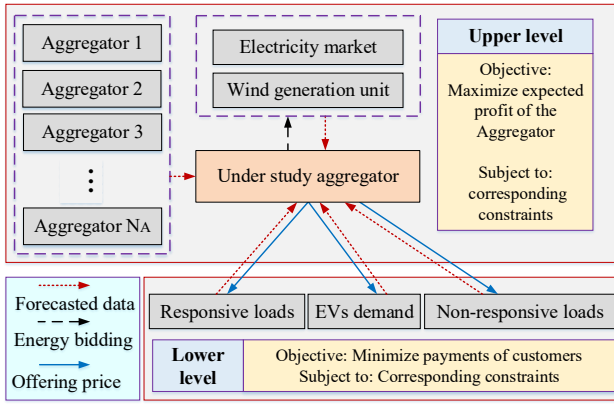 Aggregator 1
Aggregator 2
Aggregator 3
Aggregator NA
Electricity market
Wind generation unit
Upper level
Objective:
Maximize expected
profit of the
Aggregator
Subject to:
corresponding
constraints
Under study aggregator
Forecasted data
Energy bidding
Offering price
Responsive loads
EVs demand
Non-responsive loads
Lower
level
Objective: Minimize payments of customers
Subject to: Corresponding constraints